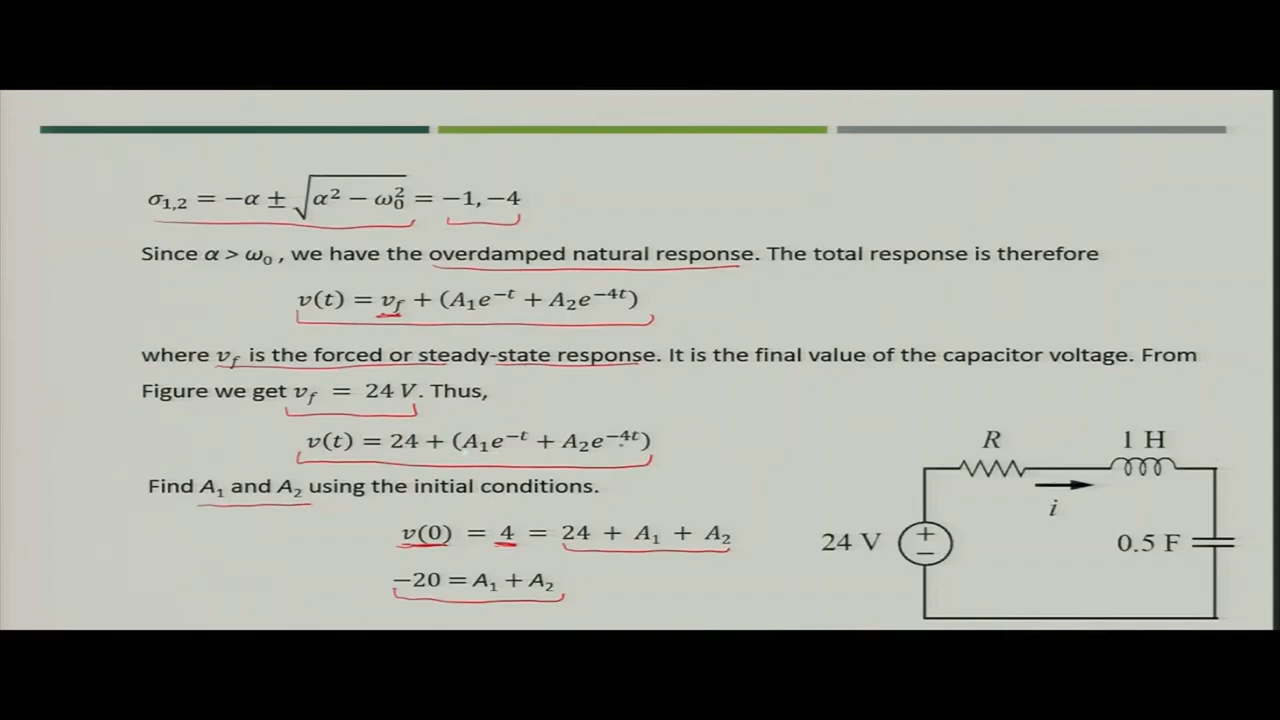 σ₁,₂ = −α ± √(α² − ω₀²) = −1, −4
Since α > ω₀ , we have the overdamped natural response. The total response is therefore
v(t) = v_f + (A₁e^{−t} + A₂e^{−4t})
where v_f is the forced or steady-state response. It is the final value of the capacitor voltage. From
Figure we get v_f = 24 V. Thus,
v(t) = 24 + (A₁e^{−t} + A₂e^{−4t})
Find A₁ and A₂ using the initial conditions.
v(0) = 4 = 24 + A₁ + A₂
−20 = A₁ + A₂
R
1 H
i
24 V
+
−
0.5 F